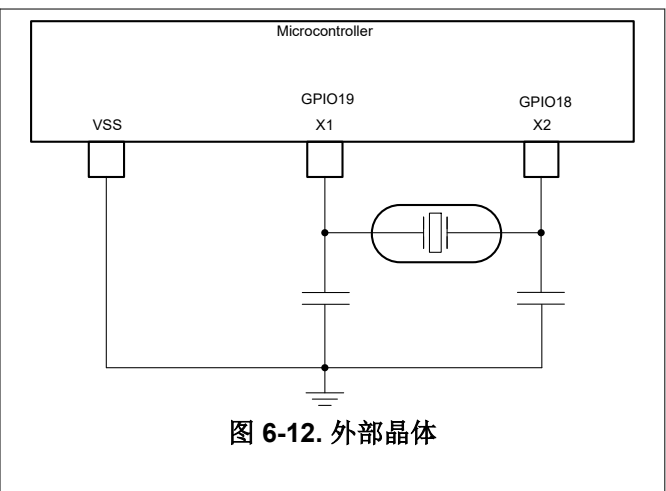 Microcontroller
GPIO19
GPIO18
VSS
X1
X2
图 6-12. 外部晶体